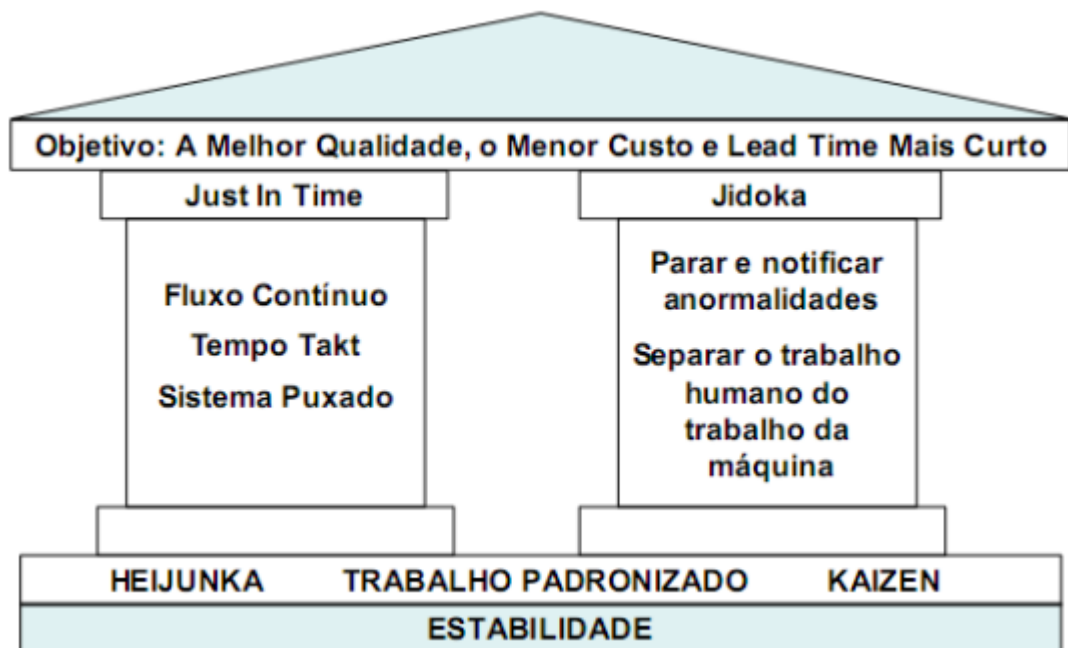 Objetivo: A Melhor Qualidade, o Menor Custo e Lead Time Mais Curto
Just In Time
Fluxo Contínuo
Tempo Takt
Sistema Puxado
Jidoka
Parar e notificar
anormalidades
Separar o trabalho
humano do
trabalho da
máquina
HEIJUNKA TRABALHO PADRONIZADO KAIZEN
ESTABILIDADE